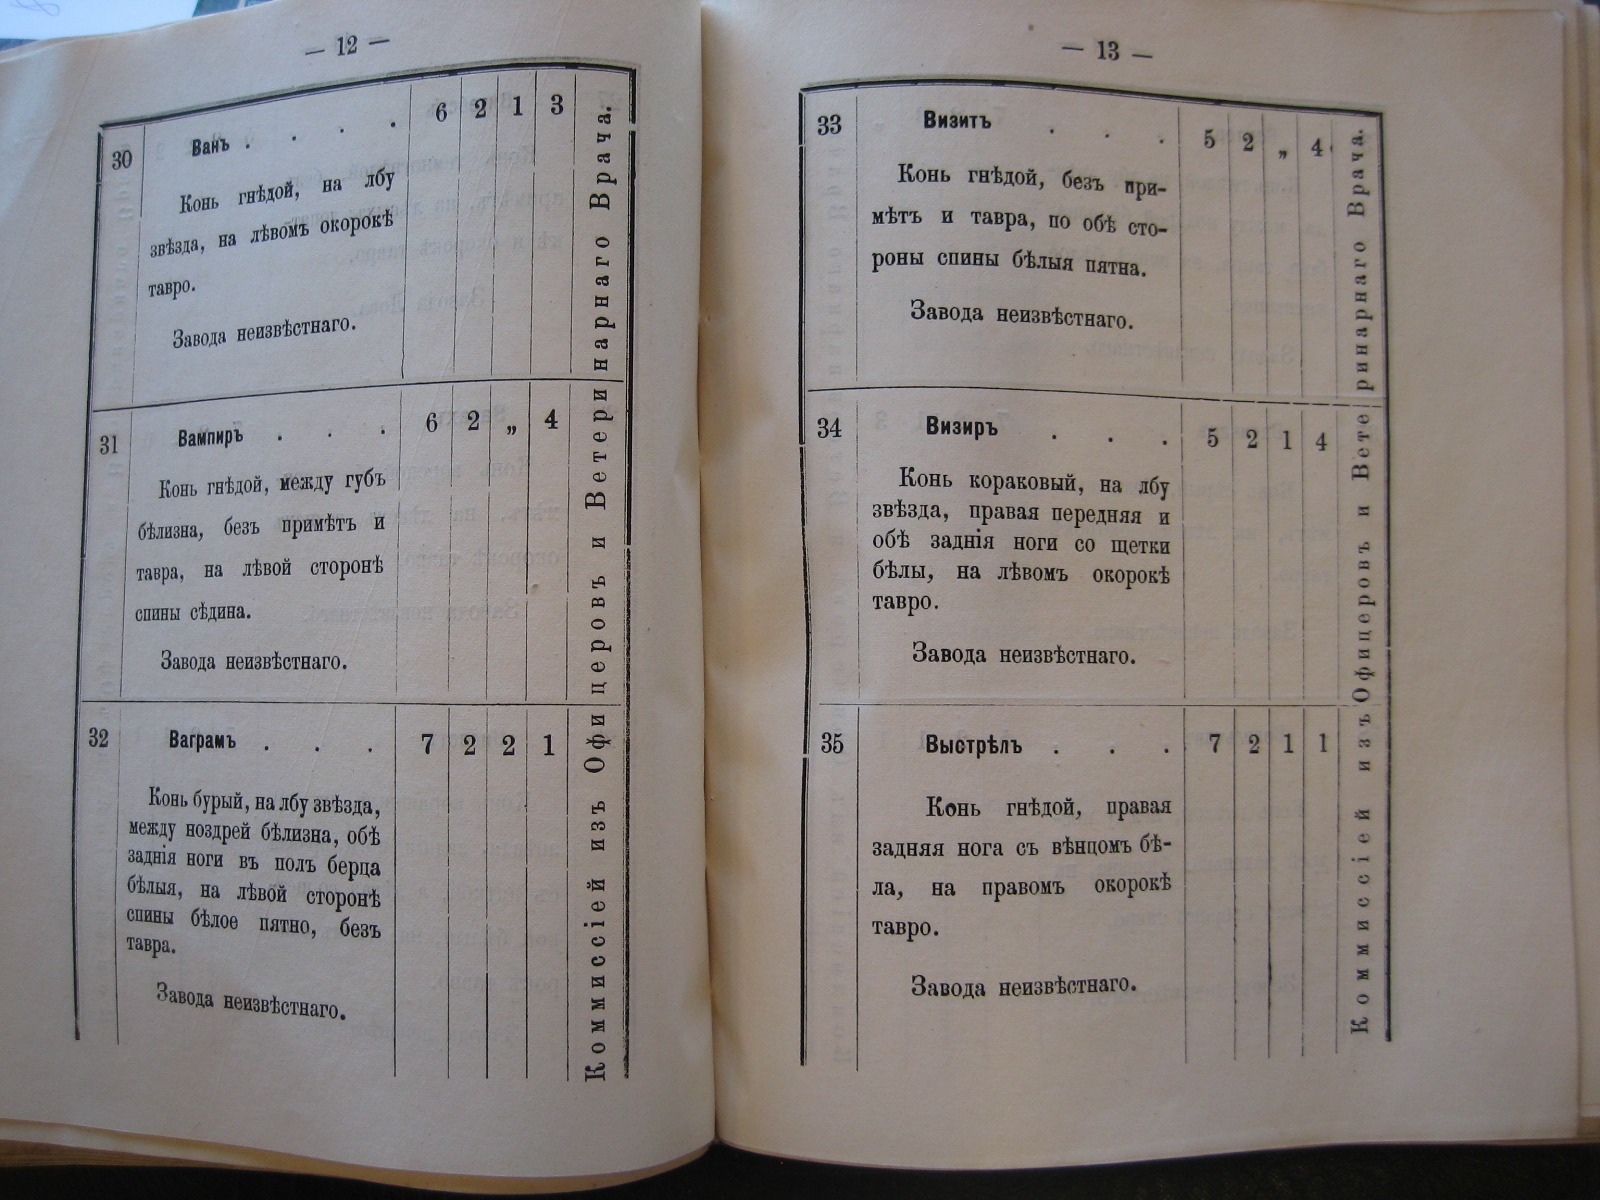 — 12 —
30 Ванъ . . . . 6 2 1 3
Конь гнѣдой, на лбу
звѣзда, на лѣвомъ окорокѣ
тавро.
Завода неизвѣстнаго.
31 Вампиръ . . . 6 2 „ 4
Конь гнѣдой, между губъ
бѣлизна, безъ примѣтъ и
тавра, на лѣвой сторонѣ
спины сѣдина.
Завода неизвѣстнаго.
32 Ваграмъ . . . 7 2 2 1
Конь бурый, на лбу звѣзда,
между ноздрей бѣлизна, обѣ
заднія ноги въ полъ берца
бѣлыя, на лѣвой сторонѣ
спины бѣлое пятно, безъ
тавра.
Завода неизвѣстнаго.
Коммиссіей изъ Офицеровъ и Ветеринарнаго Врача.
— 13 —
33 Визитъ . . . 5 2 „ 4
Конь гнѣдой, безъ при-
мѣтъ и тавра, по обѣ сто-
роны спины бѣлыя пятна.
Завода неизвѣстнаго.
34 Визиръ . . . 5 2 1 4
Конь кораковый, на лбу
звѣзда, правая передняя и
обѣ заднія ноги со щетки
бѣлы, на лѣвомъ окорокѣ
тавро.
Завода неизвѣстнаго.
35 Выстрѣлъ . . . 7 2 1 1
Конь гнѣдой, правая
задняя нога съ вѣнцомъ бѣ-
ла, на правомъ окорокѣ
тавро.
Завода неизвѣстнаго.
Коммиссіей изъ Офицеровъ и Ветеринарнаго Врача.